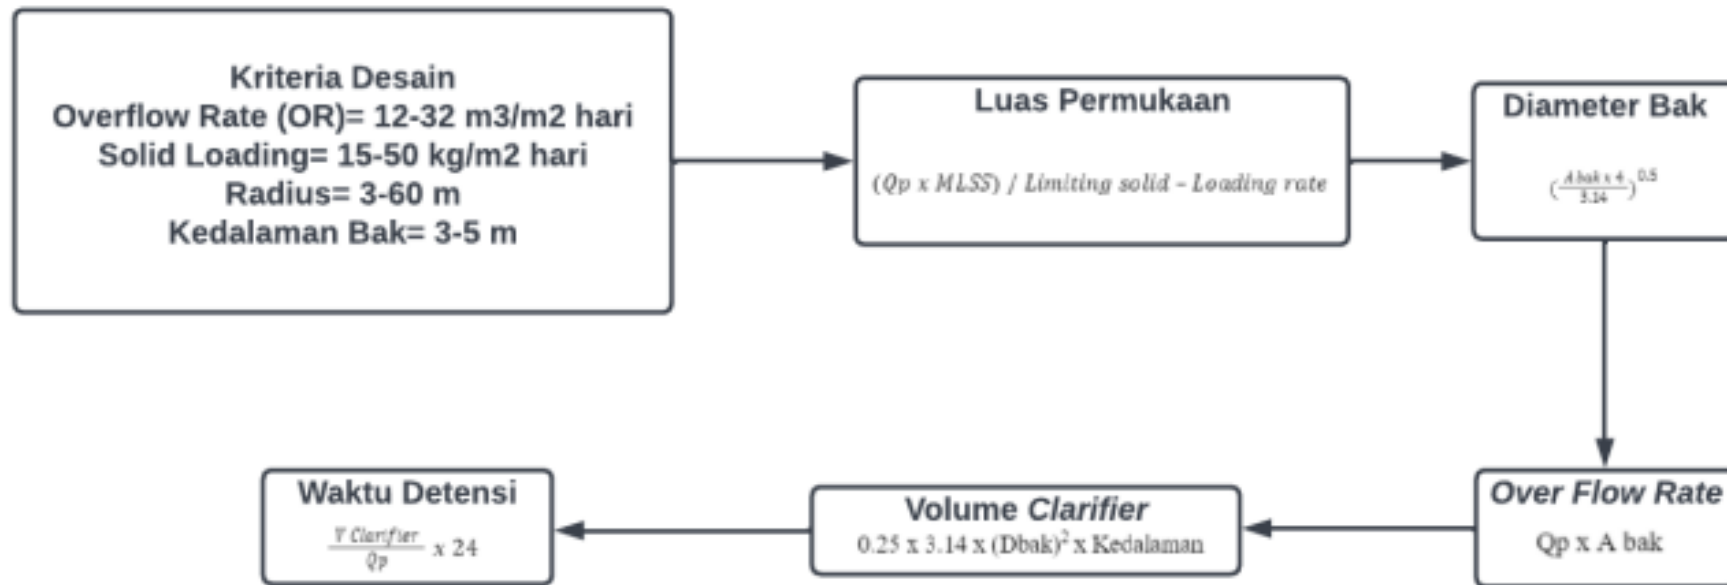 Kriteria Desain
Overflow Rate (OR)= 12-32 m3/m2 hari
Solid Loading= 15-50 kg/m2 hari
Radius= 3-60 m
Kedalaman Bak= 3-5 m
Luas Permukaan
(Qp x MLSS) / Limiting solid – Loading rate
Diameter Bak
(A bak x 4 / 3.14)^0.5
Over Flow Rate
Qp x A bak
Volume Clarifier
0.25 x 3.14 x (Dbak)² x Kedalaman
Waktu Detensi
V Clarifier / Qp x 24